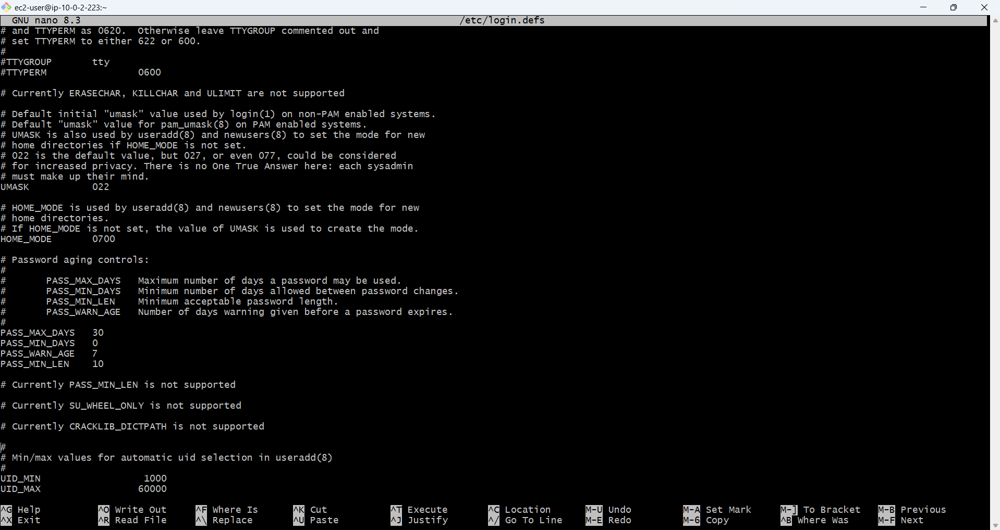 ec2-user@ip-10-0-2-223:~
GNU nano 8.3 /etc/login.defs
# and TTYPERM as 0620.  Otherwise leave TTYGROUP commented out and
# set TTYPERM to either 622 or 600.
#
#TTYGROUP       tty
#TTYPERM                0600
# Currently ERASECHAR, KILLCHAR and ULIMIT are not supported
# Default initial "umask" value used by login(1) on non-PAM enabled systems.
# Default "umask" value for pam_umask(8) on PAM enabled systems.
# UMASK is also used by useradd(8) and newusers(8) to set the mode for new
# home directories if HOME_MODE is not set.
# 022 is the default value, but 027, or even 077, could be considered
# for increased privacy. There is no One True Answer here: each sysadmin
# must make up their mind.
UMASK           022
# HOME_MODE is used by useradd(8) and newusers(8) to set the mode for new
# home directories.
# If HOME_MODE is not set, the value of UMASK is used to create the mode.
HOME_MODE       0700
# Password aging controls:
#
#       PASS_MAX_DAYS   Maximum number of days a password may be used.
#       PASS_MIN_DAYS   Minimum number of days allowed between password changes.
#       PASS_MIN_LEN    Minimum acceptable password length.
#       PASS_WARN_AGE   Number of days warning given before a password expires.
#
PASS_MAX_DAYS   30
PASS_MIN_DAYS   0
PASS_WARN_AGE   7
PASS_MIN_LEN    10
# Currently PASS_MIN_LEN is not supported
# Currently SU_WHEEL_ONLY is not supported
# Currently CRACKLIB_DICTPATH is not supported
#
# Min/max values for automatic uid selection in useradd(8)
#
UID_MIN                  1000
UID_MAX                 60000
^G Help ^O Write Out ^F Where Is ^K Cut ^T Execute ^C Location M-U Undo M-A Set Mark M-] To Bracket M-B Previous
^X Exit ^R Read File ^\ Replace ^U Paste ^J Justify ^/ Go To Line M-E Redo M-6 Copy ^B Where Was M-F Next